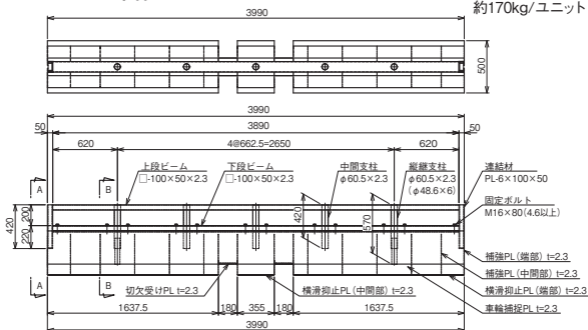 約170kg/ユニット
3990
500
3990
50
3890
50
620
4@662.5=2650
620
上段ビーム
□-100×50×2.3
下段ビーム
□-100×50×2.3
中間支柱
φ60.5×2.3
縦継支柱
φ60.5×2.3
(φ48.6×6)
連結材
PL-6×100×50
固定ボルト
M16×80(4.6以上)
A
B
420
200
220
420
570
A
B
補強PL(端部) t=2.3
補強PL(中間部) t=2.3
切欠受けPL t=2.3
横滑抑止PL(中間部) t=2.3
横滑抑止PL(端部) t=2.3
車輪捕捉PL t=2.3
1637.5
180
355
180
1637.5
3990